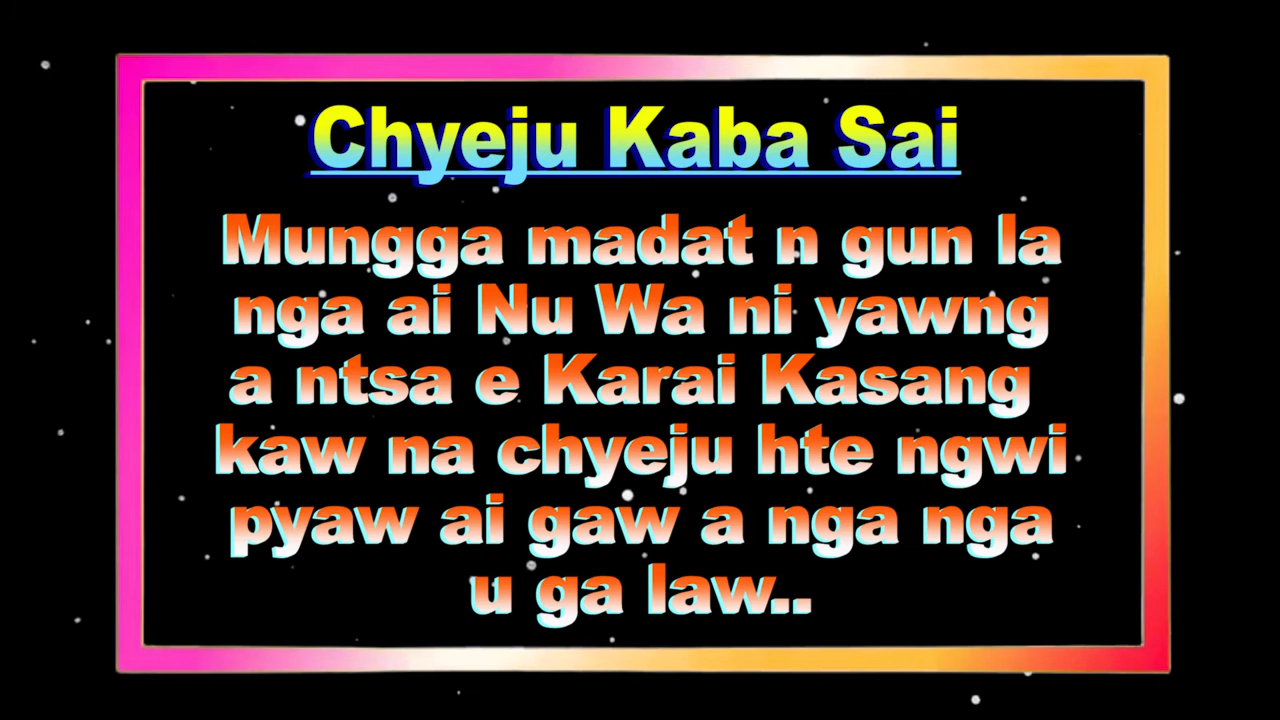 Chyeju Kaba Sai
Mungga madat n gun la
nga ai Nu Wa ni yawng
a ntsa e Karai Kasang
kaw na chyeju hte ngwi
pyaw ai gaw a nga nga
u ga law..